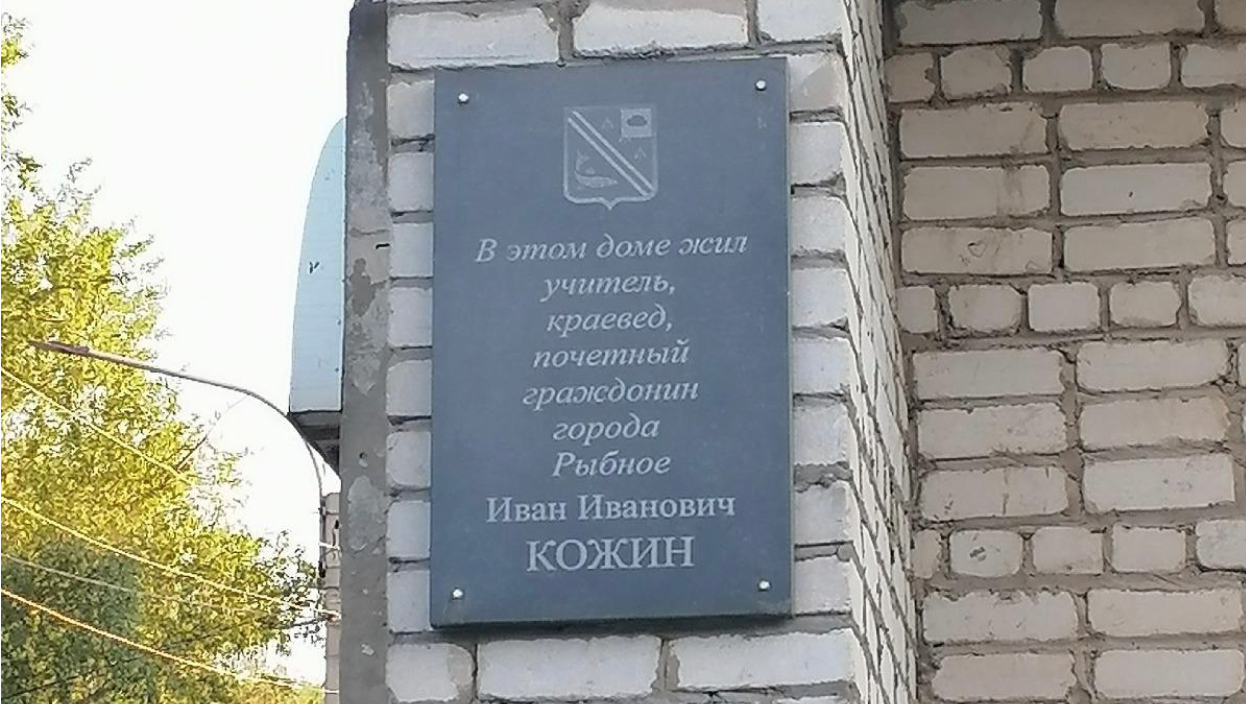 В этом доме жил
учитель,
краевед,
почетный
граждонин
города
Рыбное
Иван Иванович
КОЖИН